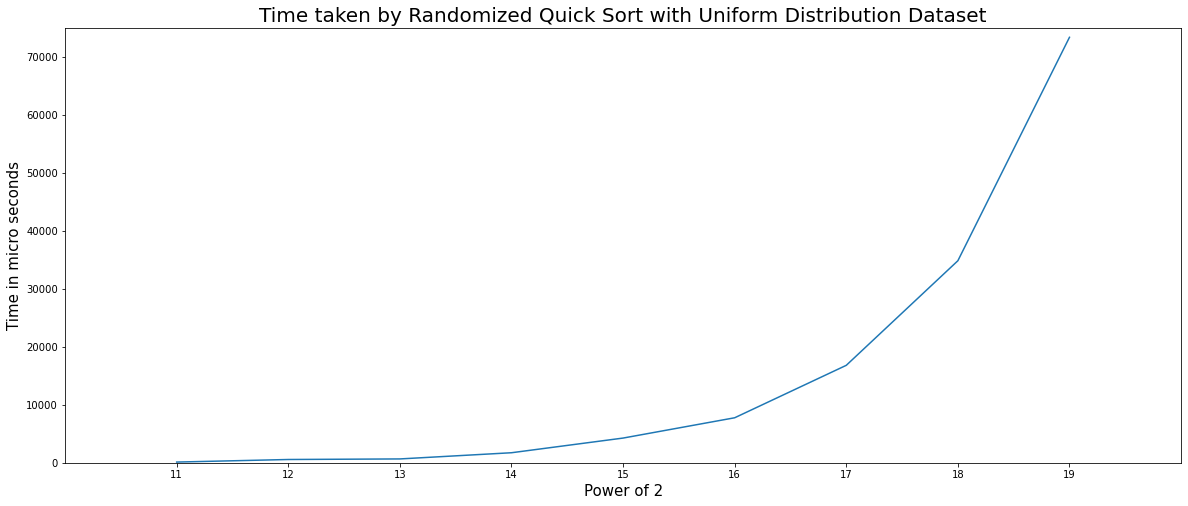 Time taken by Randomized Quick Sort with Uniform Distribution Dataset
Time in micro seconds
70000
60000
50000
40000
30000
20000
10000
0
11 12 13 14 15 16 17 18 19
Power of 2